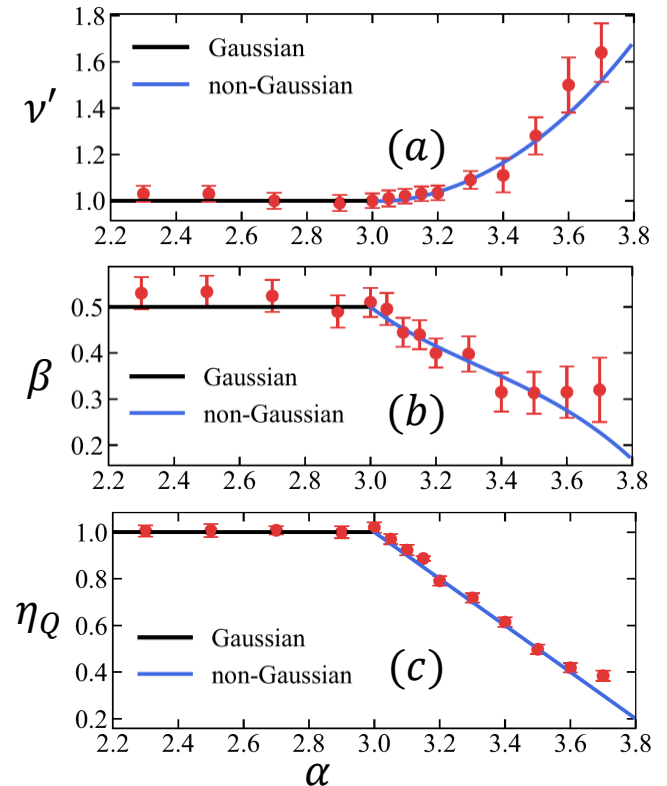 1.8
1.6
1.4
1.2
1.0
ν′
Gaussian
non-Gaussian
(a)
2.2 2.4 2.6 2.8 3.0 3.2 3.4 3.6 3.8
0.5
0.4
0.3
0.2
β
Gaussian
non-Gaussian
(b)
2.2 2.4 2.6 2.8 3.0 3.2 3.4 3.6 3.8
1.0
0.8
0.6
0.4
0.2
η_Q
Gaussian
non-Gaussian
(c)
2.2 2.4 2.6 2.8 3.0 3.2 3.4 3.6 3.8
α